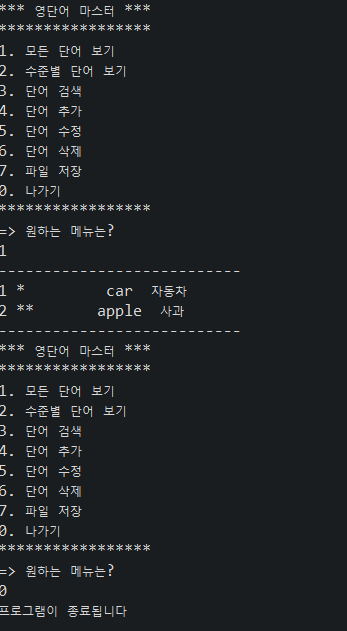 *** 영단어 마스터 ***
*****************
1. 모든 단어 보기
2. 수준별 단어 보기
3. 단어 검색
4. 단어 추가
5. 단어 수정
6. 단어 삭제
7. 파일 저장
0. 나가기
*****************
=> 원하는 메뉴는?
1
---------------------------
1 *         car  자동차
2 **       apple  사과
---------------------------
*** 영단어 마스터 ***
*****************
1. 모든 단어 보기
2. 수준별 단어 보기
3. 단어 검색
4. 단어 추가
5. 단어 수정
6. 단어 삭제
7. 파일 저장
0. 나가기
*****************
=> 원하는 메뉴는?
0
프로그램이 종료됩니다